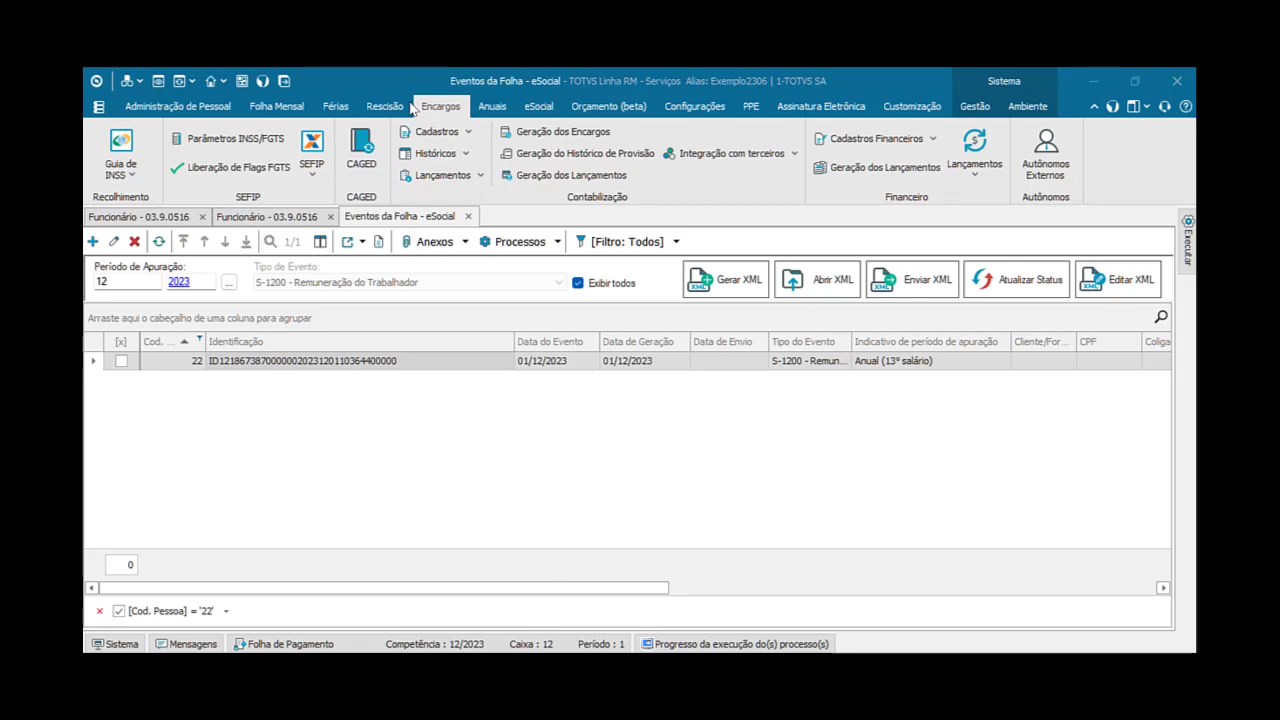 Eventos da Folha - eSocial - TOTVS Linha RM - Serviços Alias: Exemplo2306 | 1-TOTVS SA
Sistema
Administração de Pessoal Folha Mensal Férias Rescisão Encargos Anuais eSocial Orçamento (beta) Configurações PPE Assinatura Eletrônica Customização Gestão Ambiente
Guia de INSS
Recolhimento
Parâmetros INSS/FGTS
Liberação de Flags FGTS
SEFIP
SEFIP
CAGED
CAGED
Cadastros
Históricos
Lançamentos
Geração dos Encargos
Geração do Histórico de Provisão
Geração dos Lançamentos
Integração com terceiros
Contabilização
Cadastros Financeiros
Geração dos Lançamentos
Lançamentos
Financeiro
Autônomos Externos
Autônomos
Funcionário - 03.9.0516 Funcionário - 03.9.0516 Eventos da Folha - eSocial
Executar
1/1 Anexos Processos [Filtro: Todos]
Período de Apuração: Tipo de Evento:
12 2023 ... S-1200 - Remuneração do Trabalhador Exibir todos
Gerar XML Abrir XML Enviar XML Atualizar Status Editar XML
Arraste aqui o cabeçalho de uma coluna para agrupar
[x] Cod. ... Identificação Data do Evento Data de Geração Data de Envio Tipo do Evento Indicativo de período de apuração Cliente/For... CPF Coliga
22 ID1218673870000002023120110364400000 01/12/2023 01/12/2023 S-1200 - Remun... Anual (13º salário)
0
[Cod. Pessoa] = '22'
Sistema Mensagens Folha de Pagamento Competência : 12/2023 Caixa : 12 Período : 1 Progresso da execução do(s) processo(s)